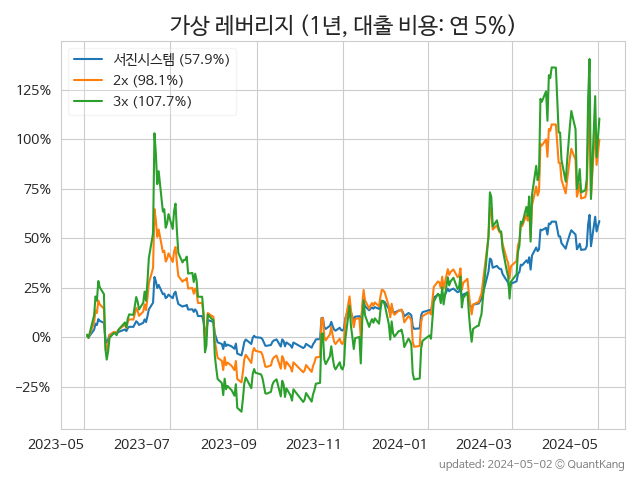 가상 레버리지 (1년, 대출 비용: 연 5%)
서진시스템 (57.9%)
2x (98.1%)
3x (107.7%)
125%
100%
75%
50%
25%
0%
−25%
2023-05 2023-07 2023-09 2023-11 2024-01 2024-03 2024-05
updated: 2024-05-02 © QuantKang